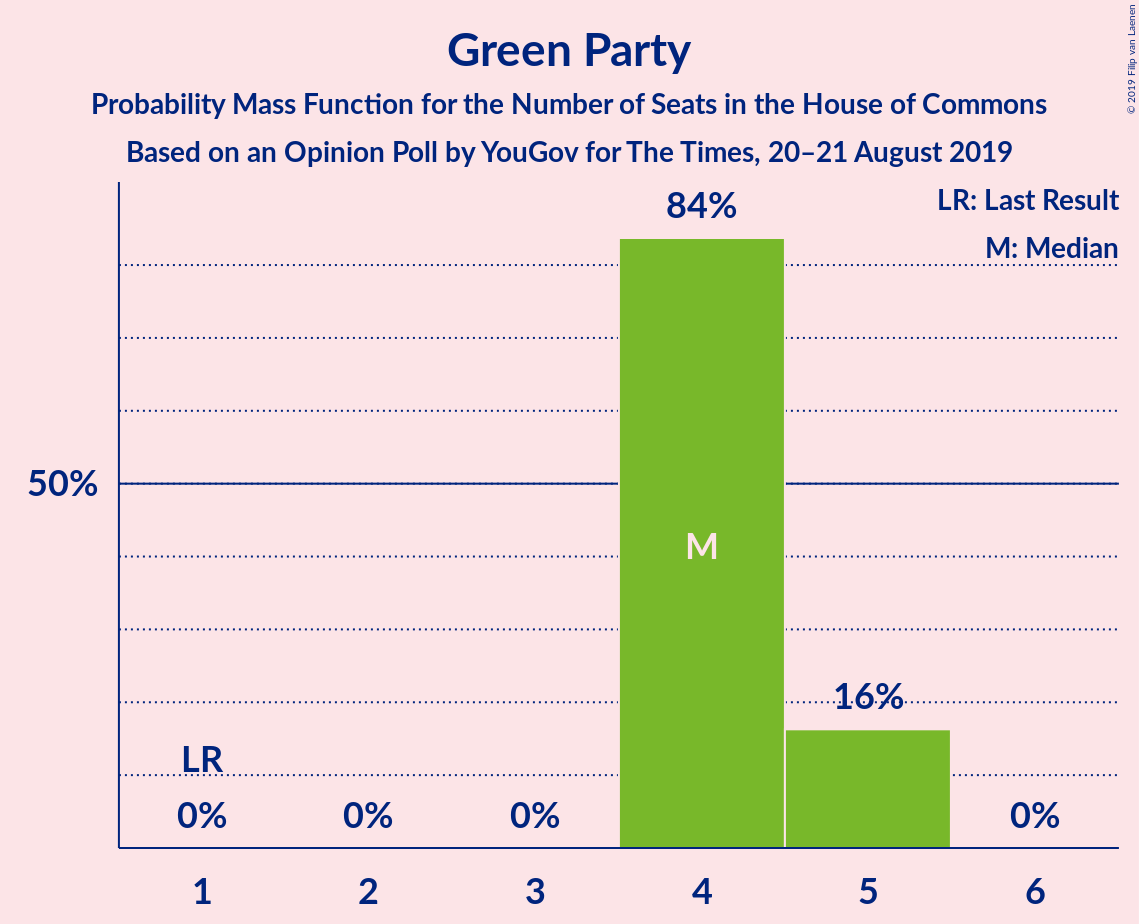 Green Party
Probability Mass Function for the Number of Seats in the House of Commons
Based on an Opinion Poll by YouGov for The Times, 20–21 August 2019
© 2019 Filip van Laenen
LR: Last Result
M: Median
84%
50%
M
16%
LR
0%
0%
0%
0%
1
2
3
4
5
6